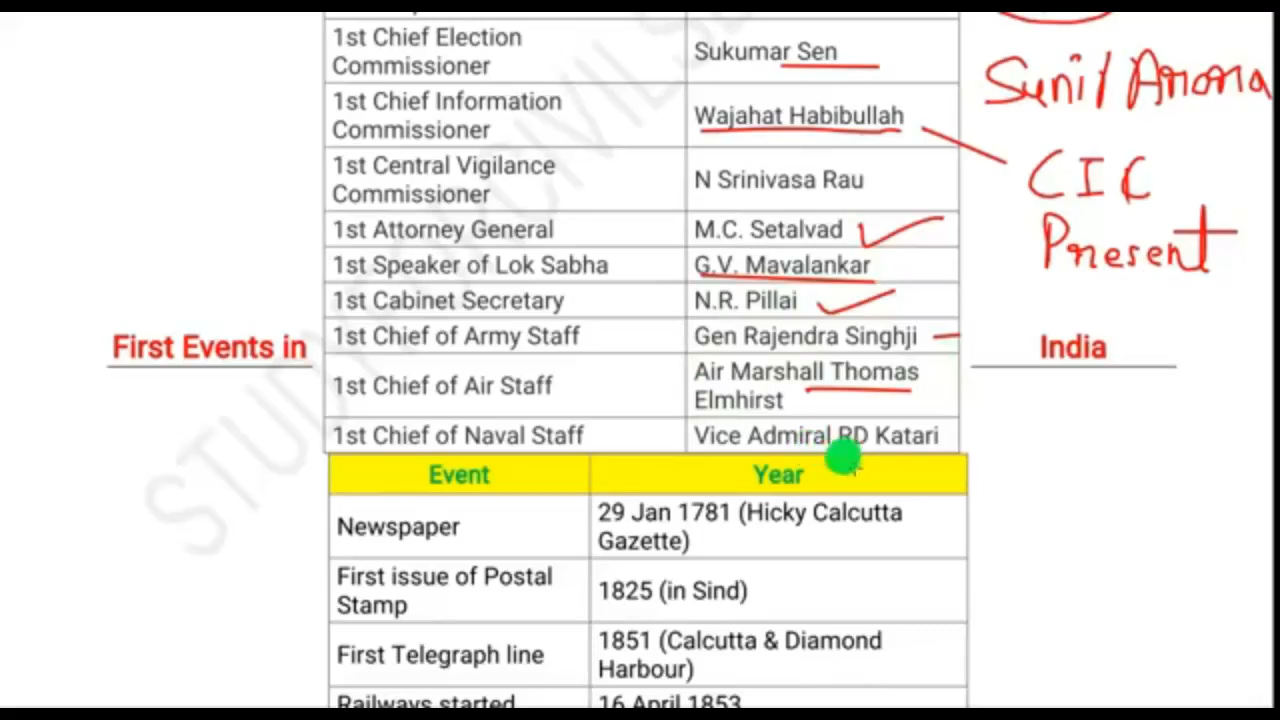 1st Chief Election
Commissioner
Sukumar Sen
Sunil Arora
1st Chief Information
Commissioner
Wajahat Habibullah
CIC
Present
1st Central Vigilance
Commissioner
N Srinivasa Rau
1st Attorney General
M.C. Setalvad
1st Speaker of Lok Sabha
G.V. Mavalankar
1st Cabinet Secretary
N.R. Pillai
First Events in
India
1st Chief of Army Staff
Gen Rajendra Singhji
1st Chief of Air Staff
Air Marshall Thomas
Elmhirst
1st Chief of Naval Staff
Vice Admiral RD Katari
Event
Year
Newspaper
29 Jan 1781 (Hicky Calcutta
Gazette)
First issue of Postal
Stamp
1825 (in Sind)
First Telegraph line
1851 (Calcutta & Diamond
Harbour)
Railways started
16 April 1853